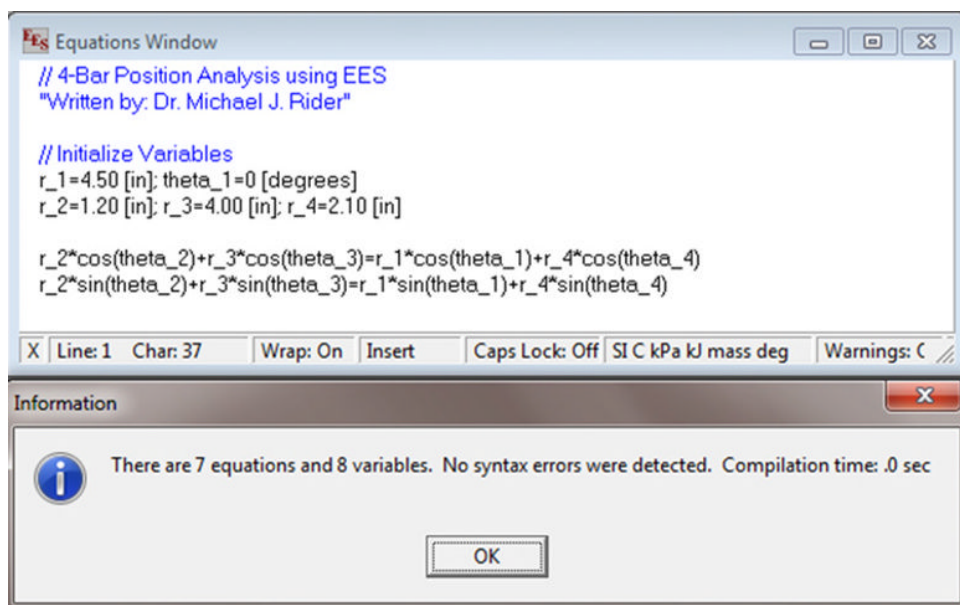 EES Equations Window
// 4-Bar Position Analysis using EES
"Written by: Dr. Michael J. Rider"
// Initialize Variables
r_1=4.50 [in]; theta_1=0 [degrees]
r_2=1.20 [in]; r_3=4.00 [in]; r_4=2.10 [in]
r_2*cos(theta_2)+r_3*cos(theta_3)=r_1*cos(theta_1)+r_4*cos(theta_4)
r_2*sin(theta_2)+r_3*sin(theta_3)=r_1*sin(theta_1)+r_4*sin(theta_4)
X Line: 1 Char: 37 Wrap: On Insert Caps Lock: Off SI C kPa kJ mass deg Warnings:
Information
There are 7 equations and 8 variables. No syntax errors were detected. Compilation time: .0 sec
OK